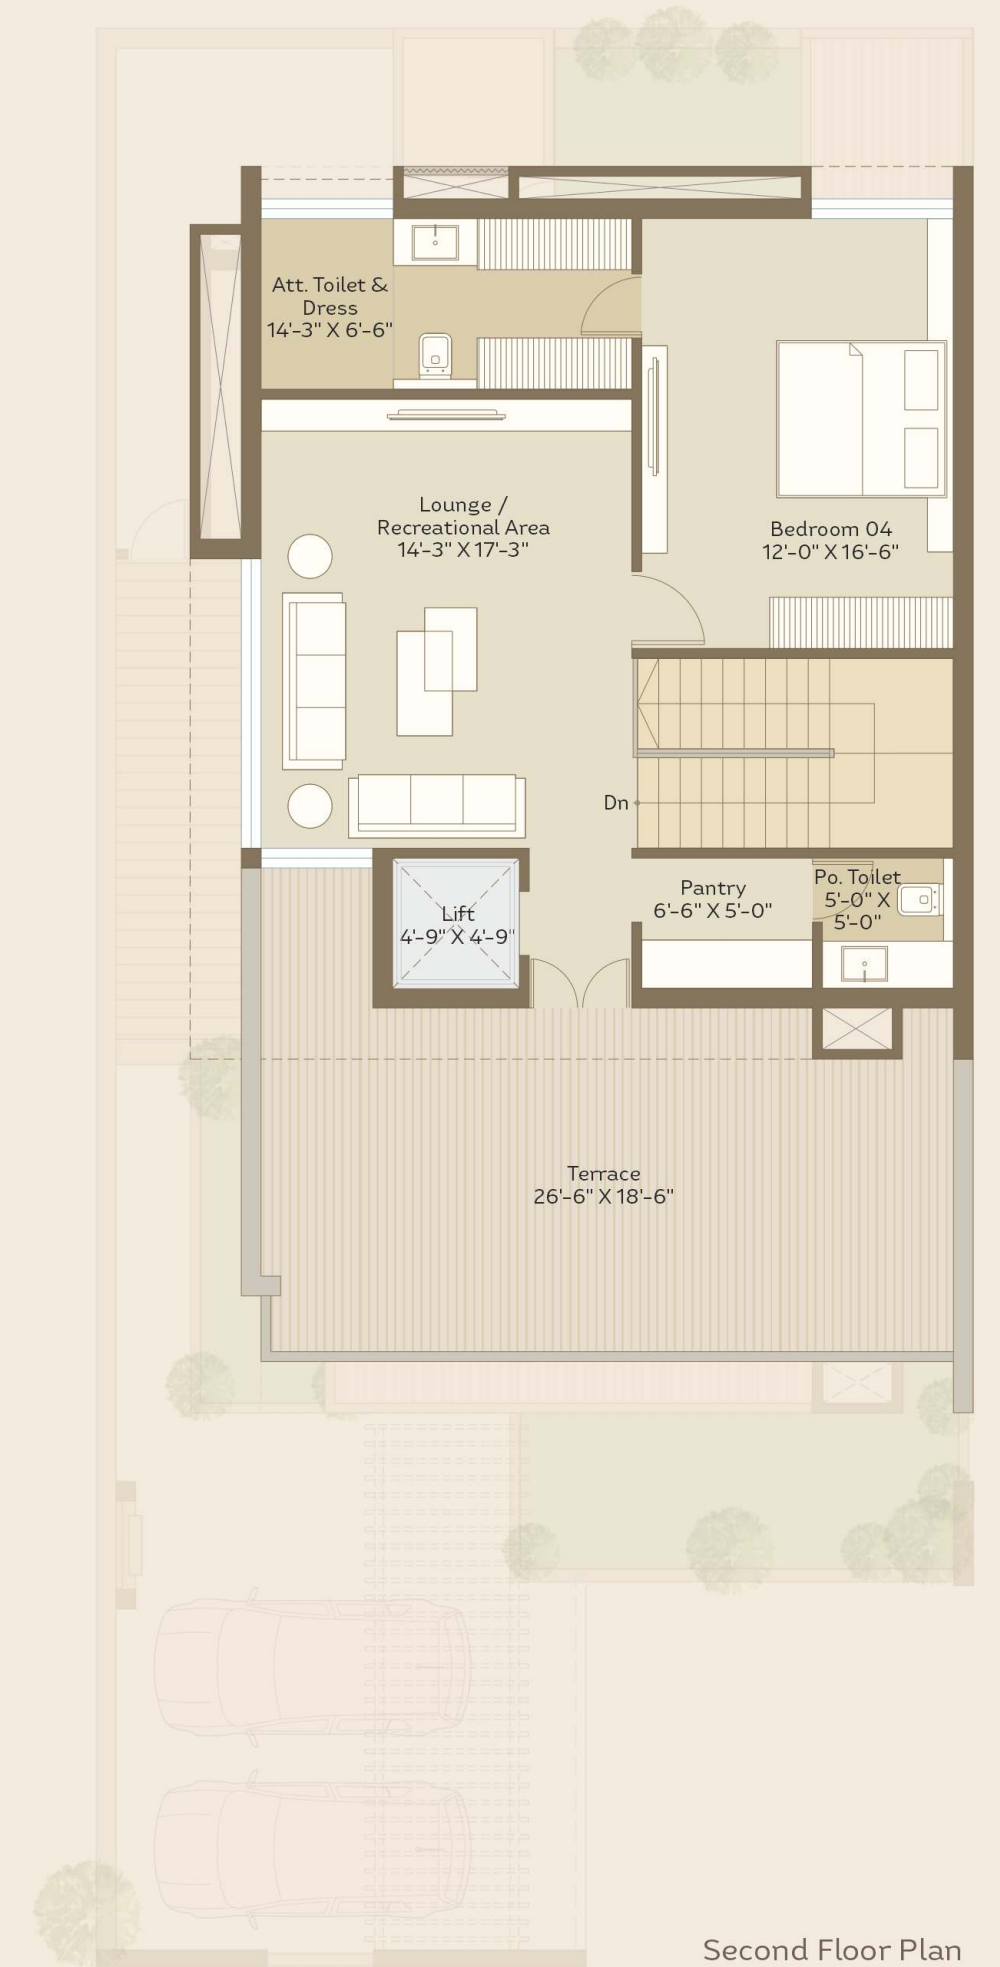 Att. Toilet &
Dress
14'-3" X 6'-6"
Lounge /
Recreational Area
14'-3" X 17'-3"
Bedroom 04
12'-0" X 16'-6"
Dn
Lift
4'-9" X 4'-9"
Pantry
6'-6" X 5'-0"
Po. Toilet
5'-0" X
5'-0"
Terrace
26'-6" X 18'-6"
Second Floor Plan